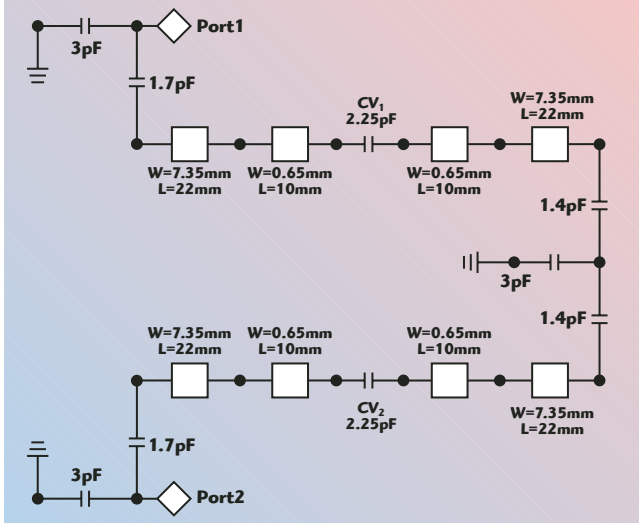 Port1
3pF
1.7pF
CV₁
2.25pF
W=7.35mm
L=22mm
W=7.35mm
L=22mm
W=0.65mm
L=10mm
W=0.65mm
L=10mm
1.4pF
3pF
1.4pF
W=7.35mm
L=22mm
W=0.65mm
L=10mm
W=0.65mm
L=10mm
CV₂
2.25pF
W=7.35mm
L=22mm
1.7pF
3pF
Port2